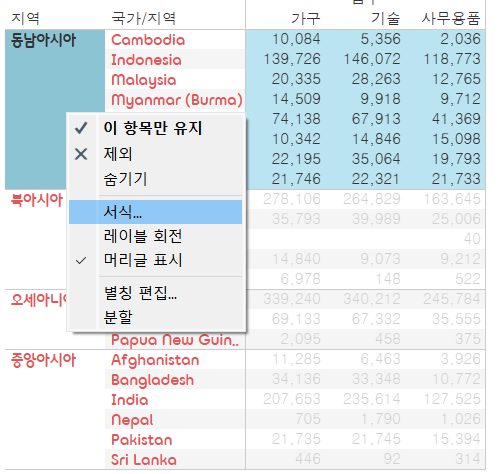 지역 국가/지역 가구 기술 사무용품
동남아시아 Cambodia 10,084 5,356 2,036
Indonesia 139,726 146,072 118,773
Malaysia 20,335 28,263 12,765
Myanmar (Burma) 14,509 9,918 9,712
74,138 67,913 41,369
10,342 14,846 15,098
22,195 35,064 19,793
21,746 22,321 21,733
이 항목만 유지
제외
숨기기
서식...
레이블 회전
머리글 표시
별칭 편집...
분할
북아시아 278,106 264,829 163,645
35,793 39,989 25,006
40
14,840 9,073 9,212
6,978 148 522
오세아니아 339,240 340,212 245,784
69,133 67,332 35,555
Papua New Guin.. 2,095 458 375
중앙아시아 Afghanistan 11,285 6,463 3,926
Bangladesh 34,136 33,348 10,772
India 207,653 235,614 127,525
Nepal 705 1,790 1,026
Pakistan 21,735 21,745 15,394
Sri Lanka 446 92 314